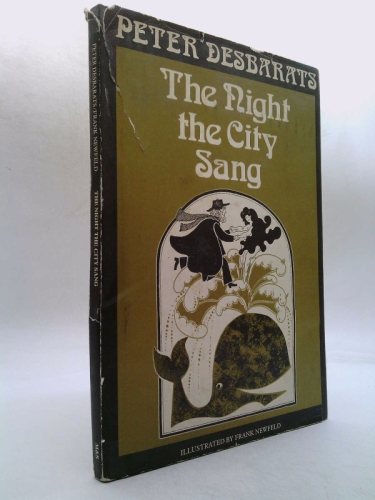 PETER DESBARATS
The Night
the City
Sang
ILLUSTRATED BY FRANK NEWFELD
PETER DESBARATS/FRANK NEWFELD
THE NIGHT THE CITY SANG